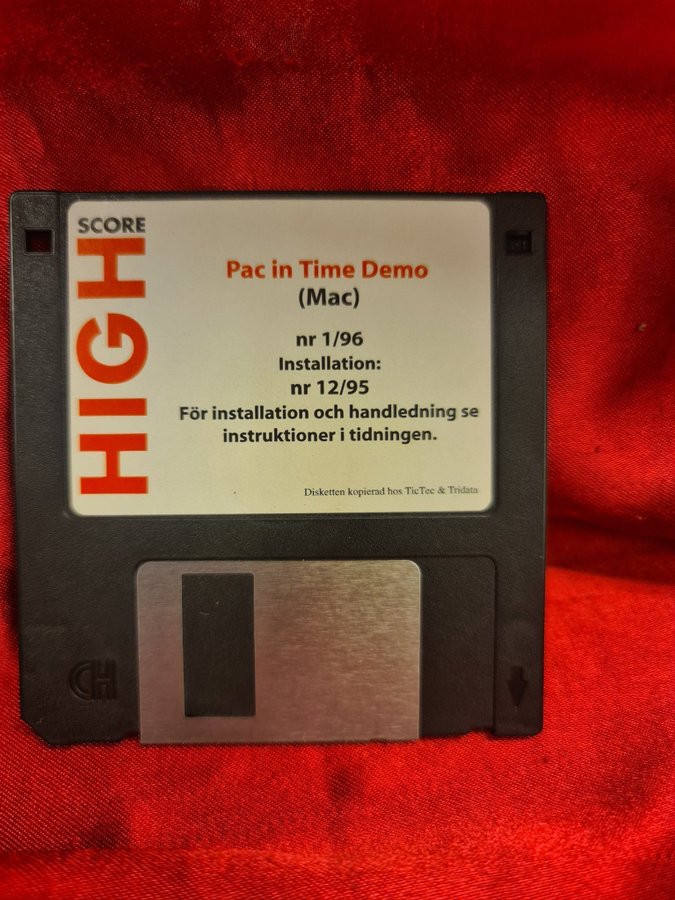 HIGH
SCORE
Pac in Time Demo
(Mac)
nr 1/96
Installation:
nr 12/95
För installation och handledning se
instruktioner i tidningen.
Disketten kopierad hos TicTec & Tridata
HD